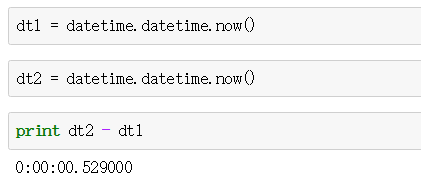 dt1 = datetime.datetime.now()
dt2 = datetime.datetime.now()
print dt2 - dt1
0:00:00.529000